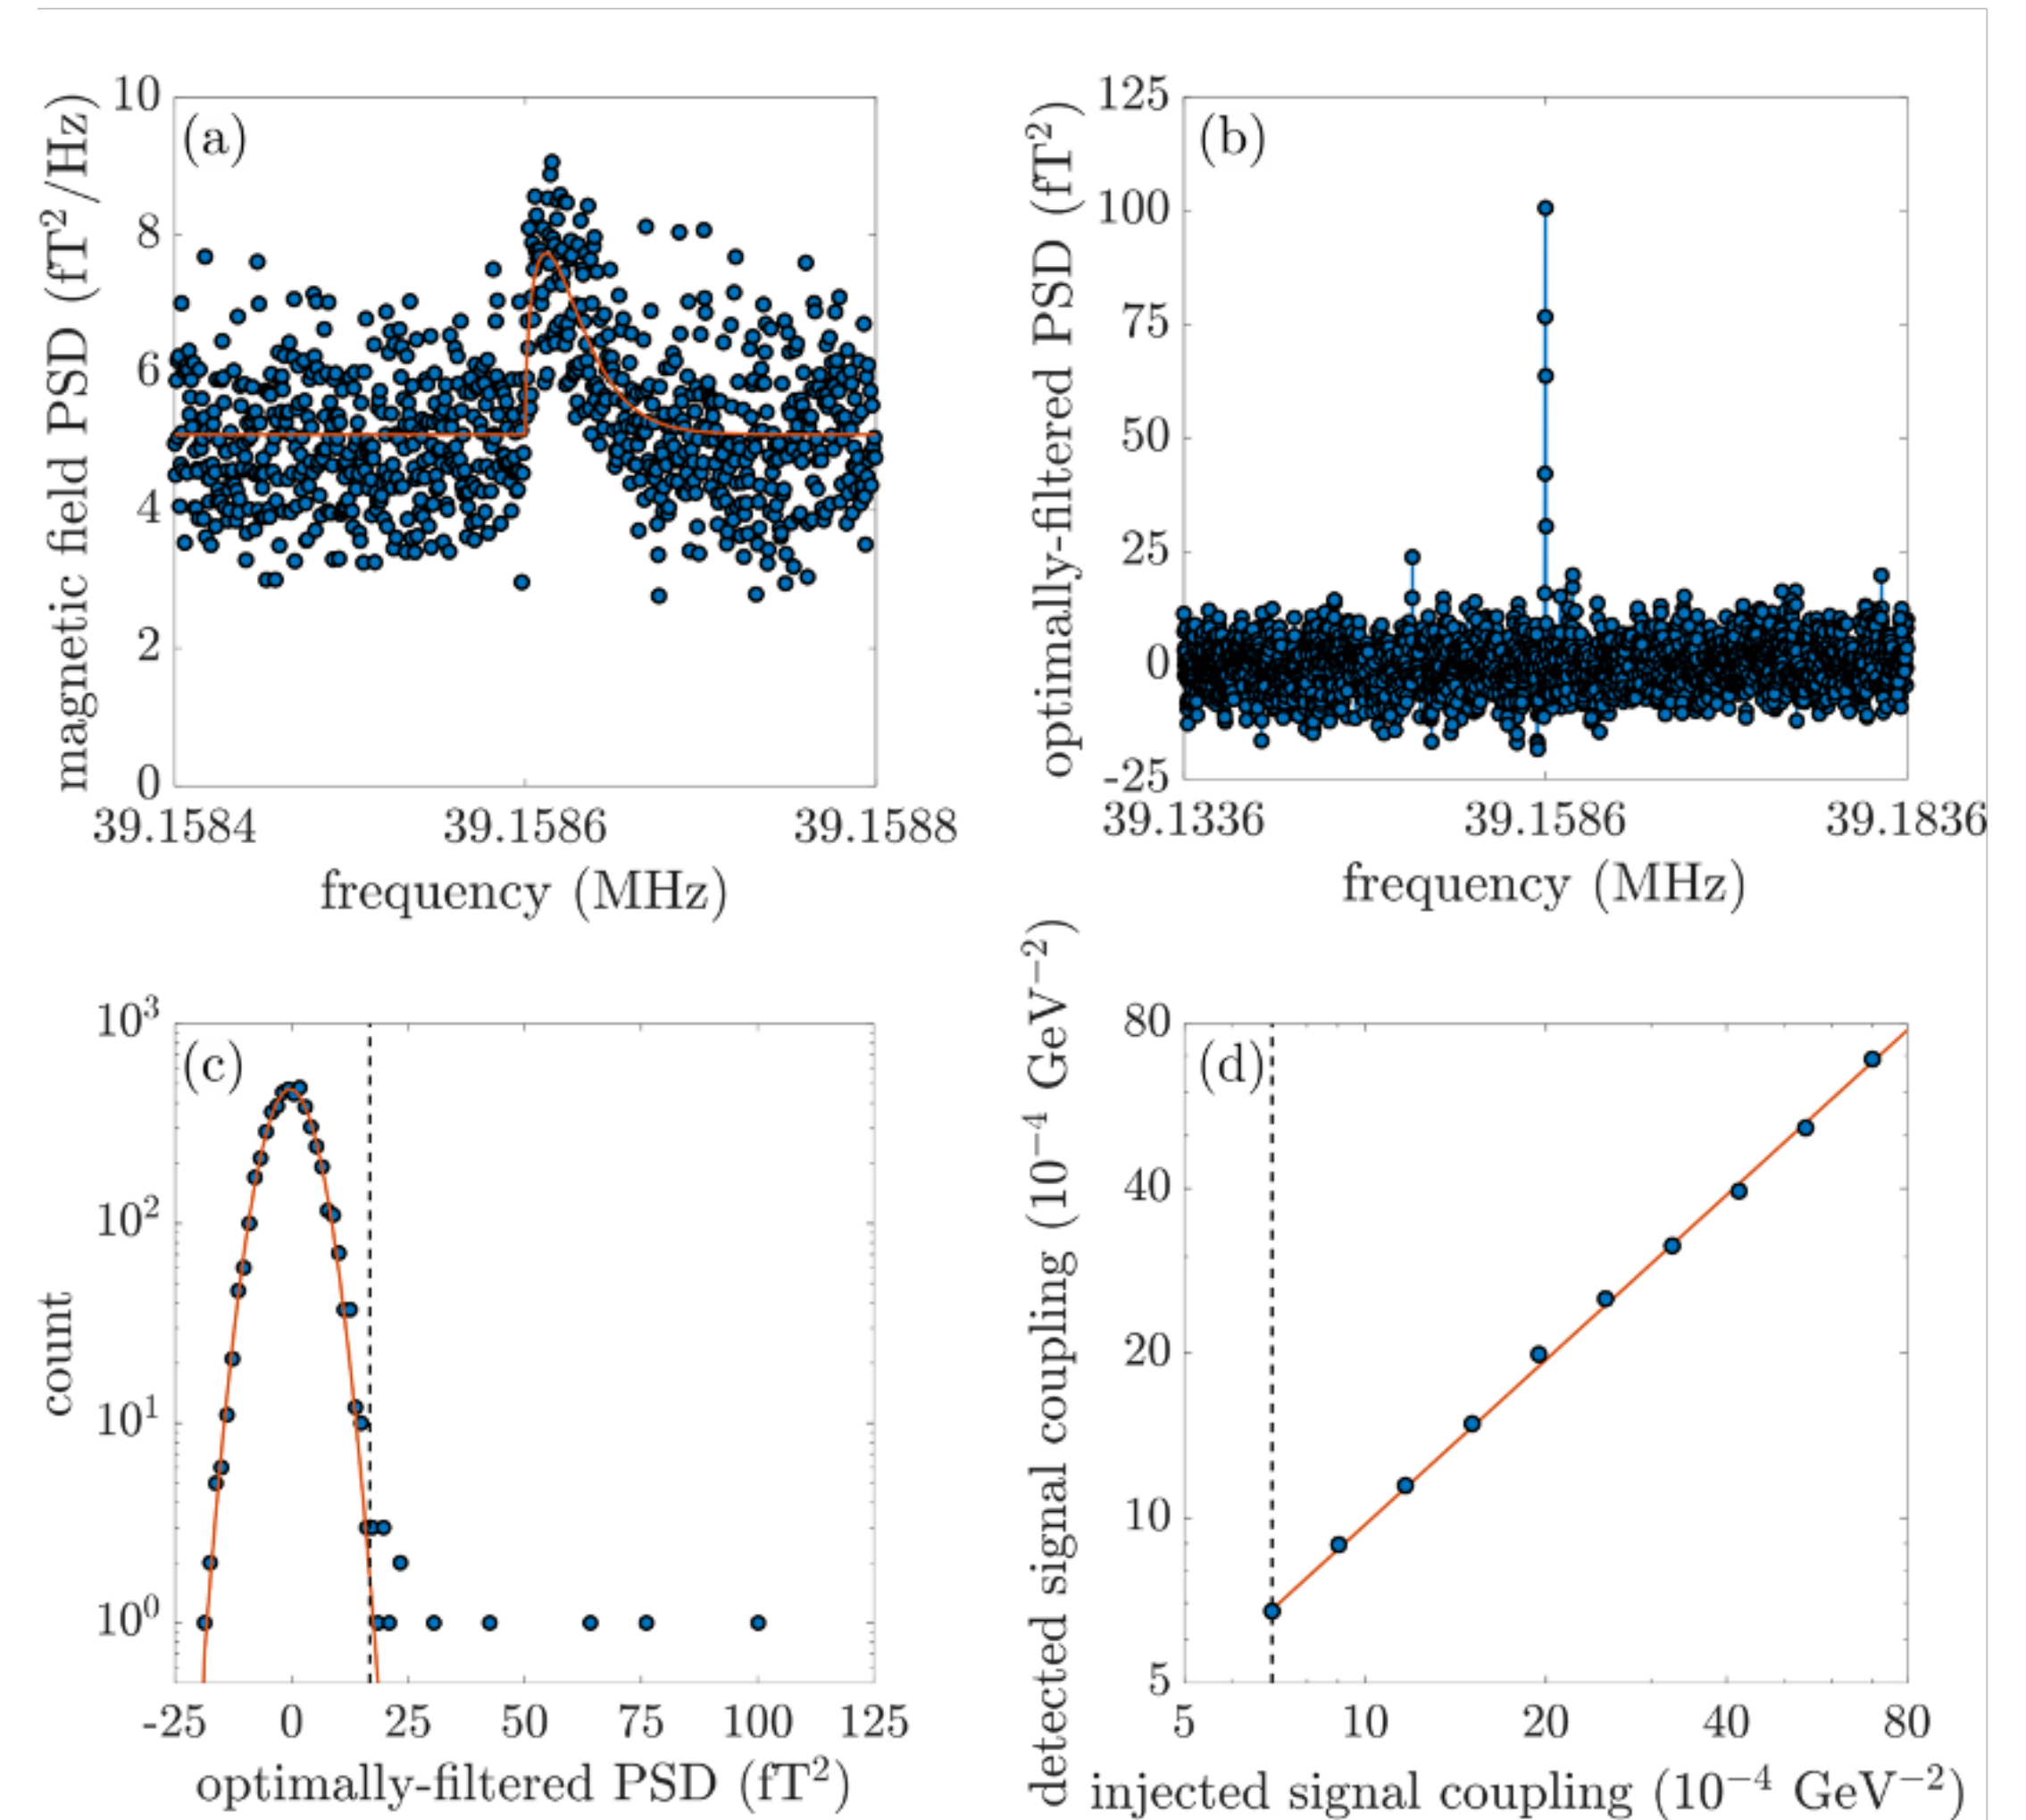 (a)
magnetic field PSD (fT²/Hz)
10
8
6
4
2
0
39.1584 39.1586 39.1588
frequency (MHz)
(b)
optimally-filtered PSD (fT²)
125
100
75
50
25
0
-25
39.1336 39.1586 39.1836
frequency (MHz)
(c)
count
10³
10²
10¹
10⁰
-25 0 25 50 75 100 125
optimally-filtered PSD (fT²)
(d)
detected signal coupling (10⁻⁴ GeV⁻²)
80
40
20
10
5
5 10 20 40 80
injected signal coupling (10⁻⁴ GeV⁻²)